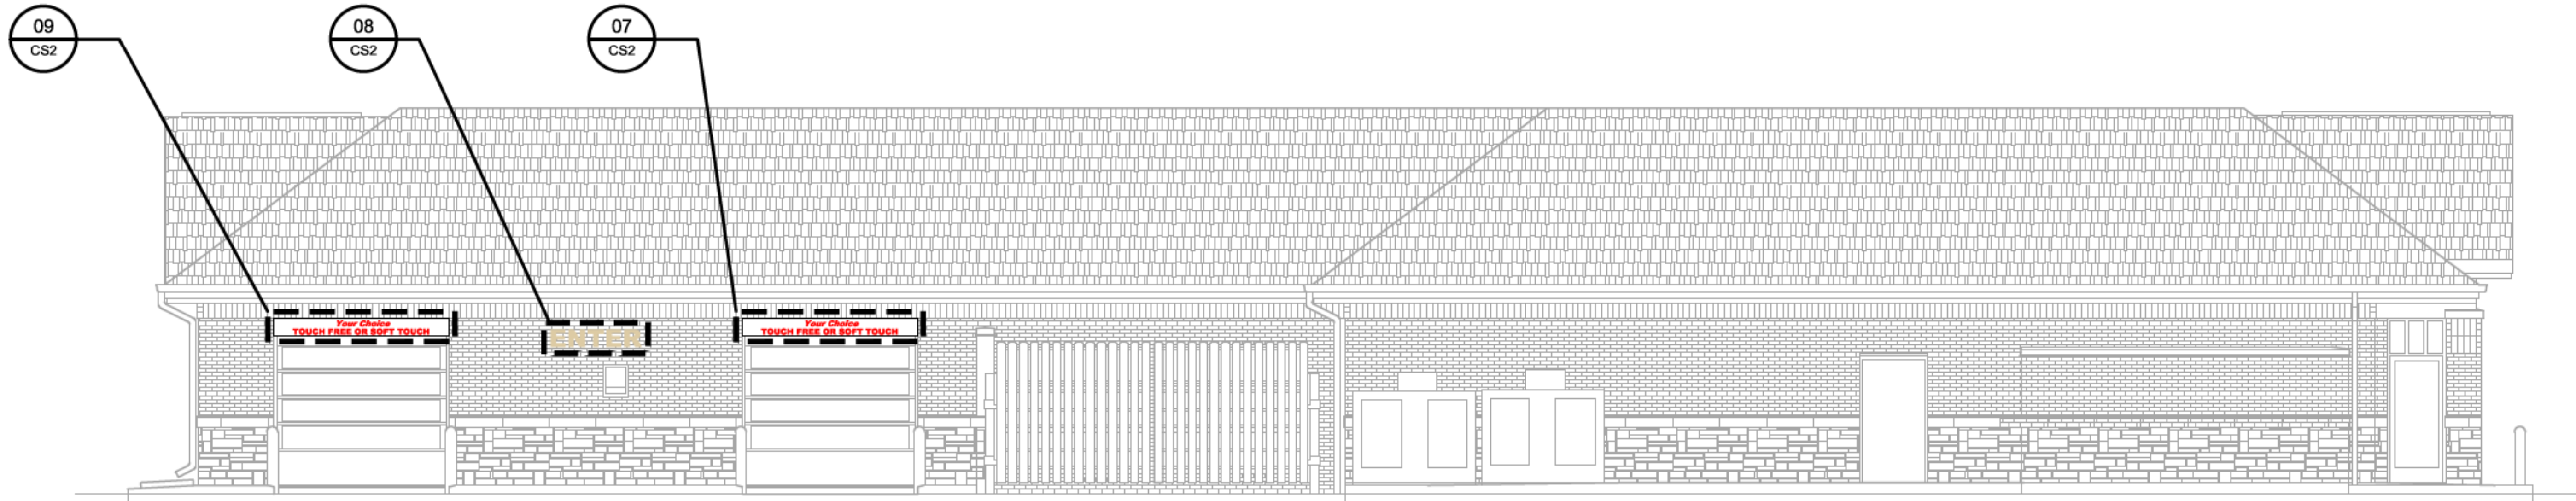 09
CS2
08
CS2
07
CS2
Your Choice
TOUCH FREE OR SOFT TOUCH
ENTER
Your Choice
TOUCH FREE OR SOFT TOUCH